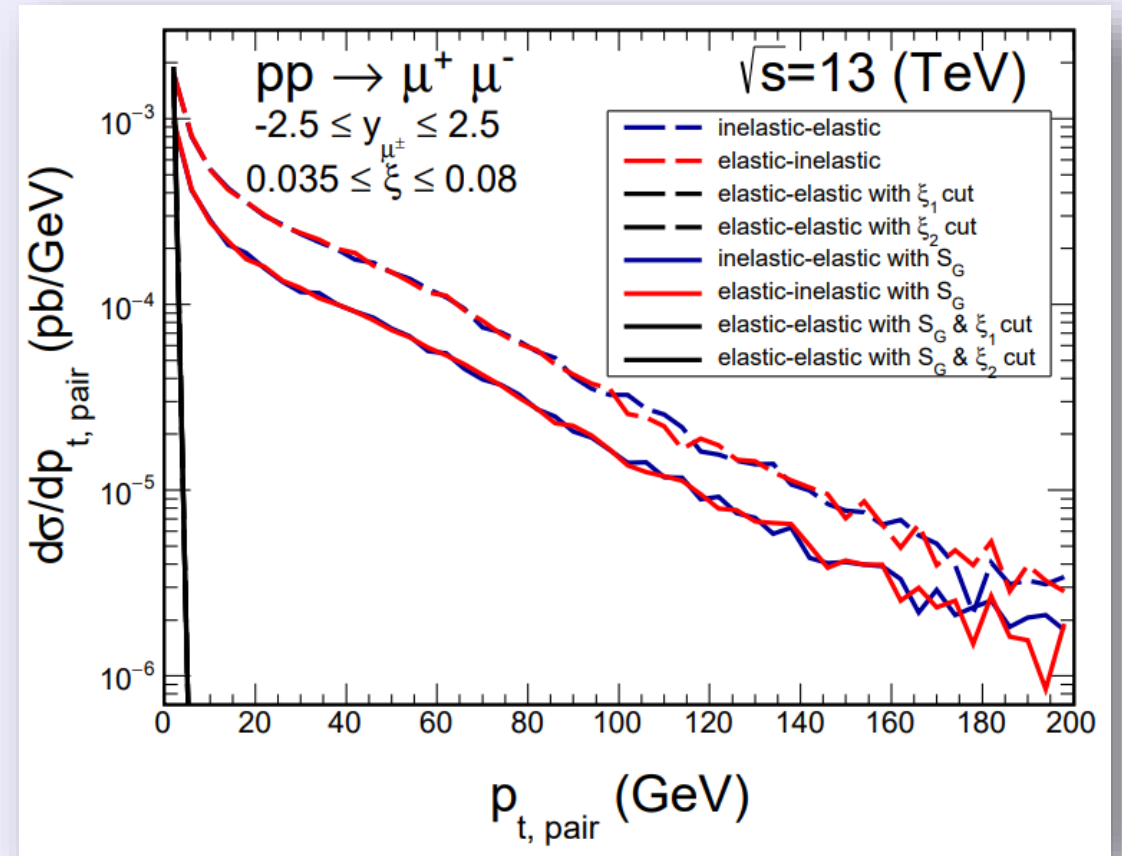 pp → μ⁺ μ⁻
√s=13 (TeV)
-2.5 ≤ y_μ± ≤ 2.5
0.035 ≤ ξ ≤ 0.08
inelastic-elastic
elastic-inelastic
elastic-elastic with ξ₁ cut
elastic-elastic with ξ₂ cut
inelastic-elastic with S_G
elastic-inelastic with S_G
elastic-elastic with S_G & ξ₁ cut
elastic-elastic with S_G & ξ₂ cut
dσ/dp_t, pair (pb/GeV)
10⁻³
10⁻⁴
10⁻⁵
10⁻⁶
0 20 40 60 80 100 120 140 160 180 200
p_t, pair (GeV)